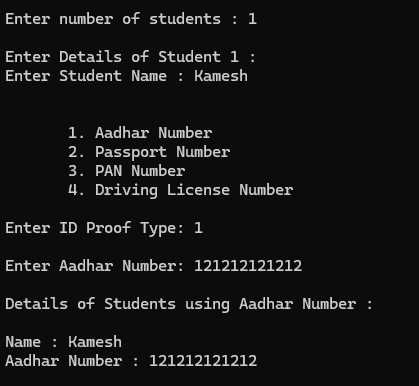 Enter number of students : 1
Enter Details of Student 1 :
Enter Student Name : Kamesh
1. Aadhar Number
2. Passport Number
3. PAN Number
4. Driving License Number
Enter ID Proof Type: 1
Enter Aadhar Number: 121212121212
Details of Students using Aadhar Number :
Name : Kamesh
Aadhar Number : 121212121212